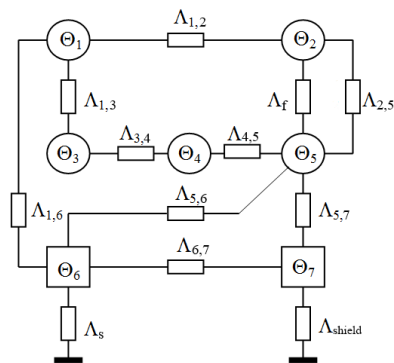 Λ1,2
Θ1
Θ2
Λ1,3
Λf
Λ2,5
Λ3,4
Λ4,5
Θ3
Θ4
Θ5
Λ1,6
Λ5,6
Λ5,7
Λ6,7
Θ6
Θ7
Λs
Λshield